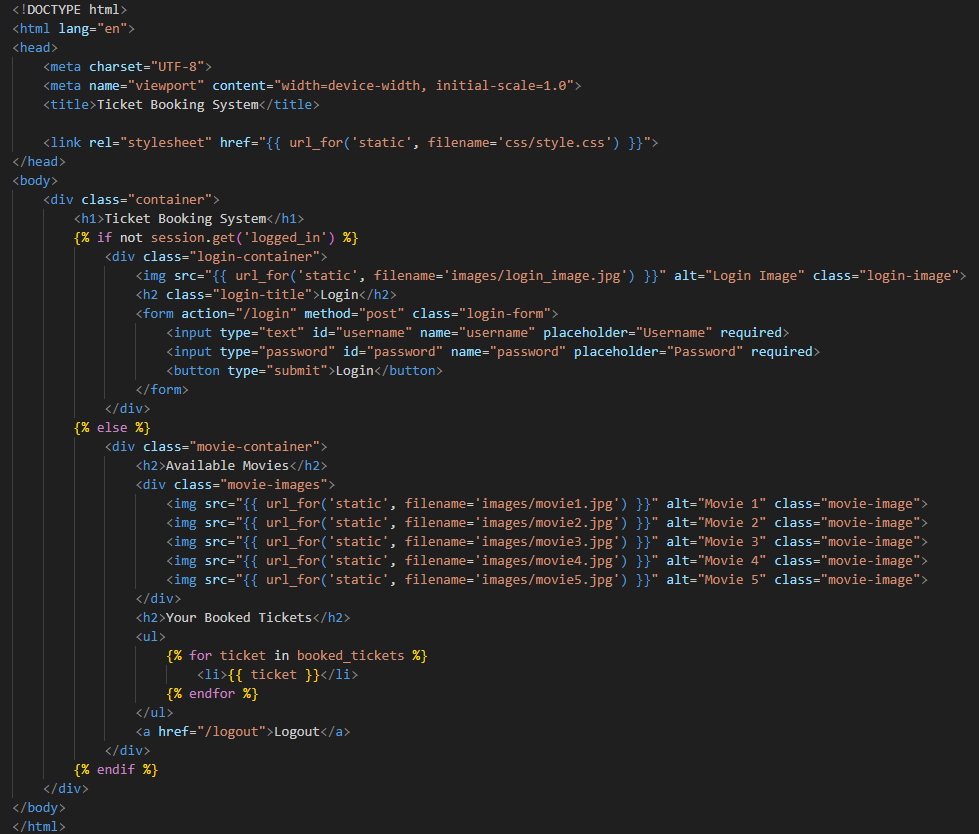 <!DOCTYPE html>
<html lang="en">
<head>
    <meta charset="UTF-8">
    <meta name="viewport" content="width=device-width, initial-scale=1.0">
    <title>Ticket Booking System</title>

    <link rel="stylesheet" href="{{ url_for('static', filename='css/style.css') }}">
</head>
<body>
    <div class="container">
        <h1>Ticket Booking System</h1>
        {% if not session.get('logged_in') %}
            <div class="login-container">
                <img src="{{ url_for('static', filename='images/login_image.jpg') }}" alt="Login Image" class="login-image">
                <h2 class="login-title">Login</h2>
                <form action="/login" method="post" class="login-form">
                    <input type="text" id="username" name="username" placeholder="Username" required>
                    <input type="password" id="password" name="password" placeholder="Password" required>
                    <button type="submit">Login</button>
                </form>
            </div>
        {% else %}
            <div class="movie-container">
                <h2>Available Movies</h2>
                <div class="movie-images">
                    <img src="{{ url_for('static', filename='images/movie1.jpg') }}" alt="Movie 1" class="movie-image">
                    <img src="{{ url_for('static', filename='images/movie2.jpg') }}" alt="Movie 2" class="movie-image">
                    <img src="{{ url_for('static', filename='images/movie3.jpg') }}" alt="Movie 3" class="movie-image">
                    <img src="{{ url_for('static', filename='images/movie4.jpg') }}" alt="Movie 4" class="movie-image">
                    <img src="{{ url_for('static', filename='images/movie5.jpg') }}" alt="Movie 5" class="movie-image">
                </div>
                <h2>Your Booked Tickets</h2>
                <ul>
                    {% for ticket in booked_tickets %}
                        <li>{{ ticket }}</li>
                    {% endfor %}
                </ul>
                <a href="/logout">Logout</a>
            </div>
        {% endif %}
    </div>
</body>
</html>